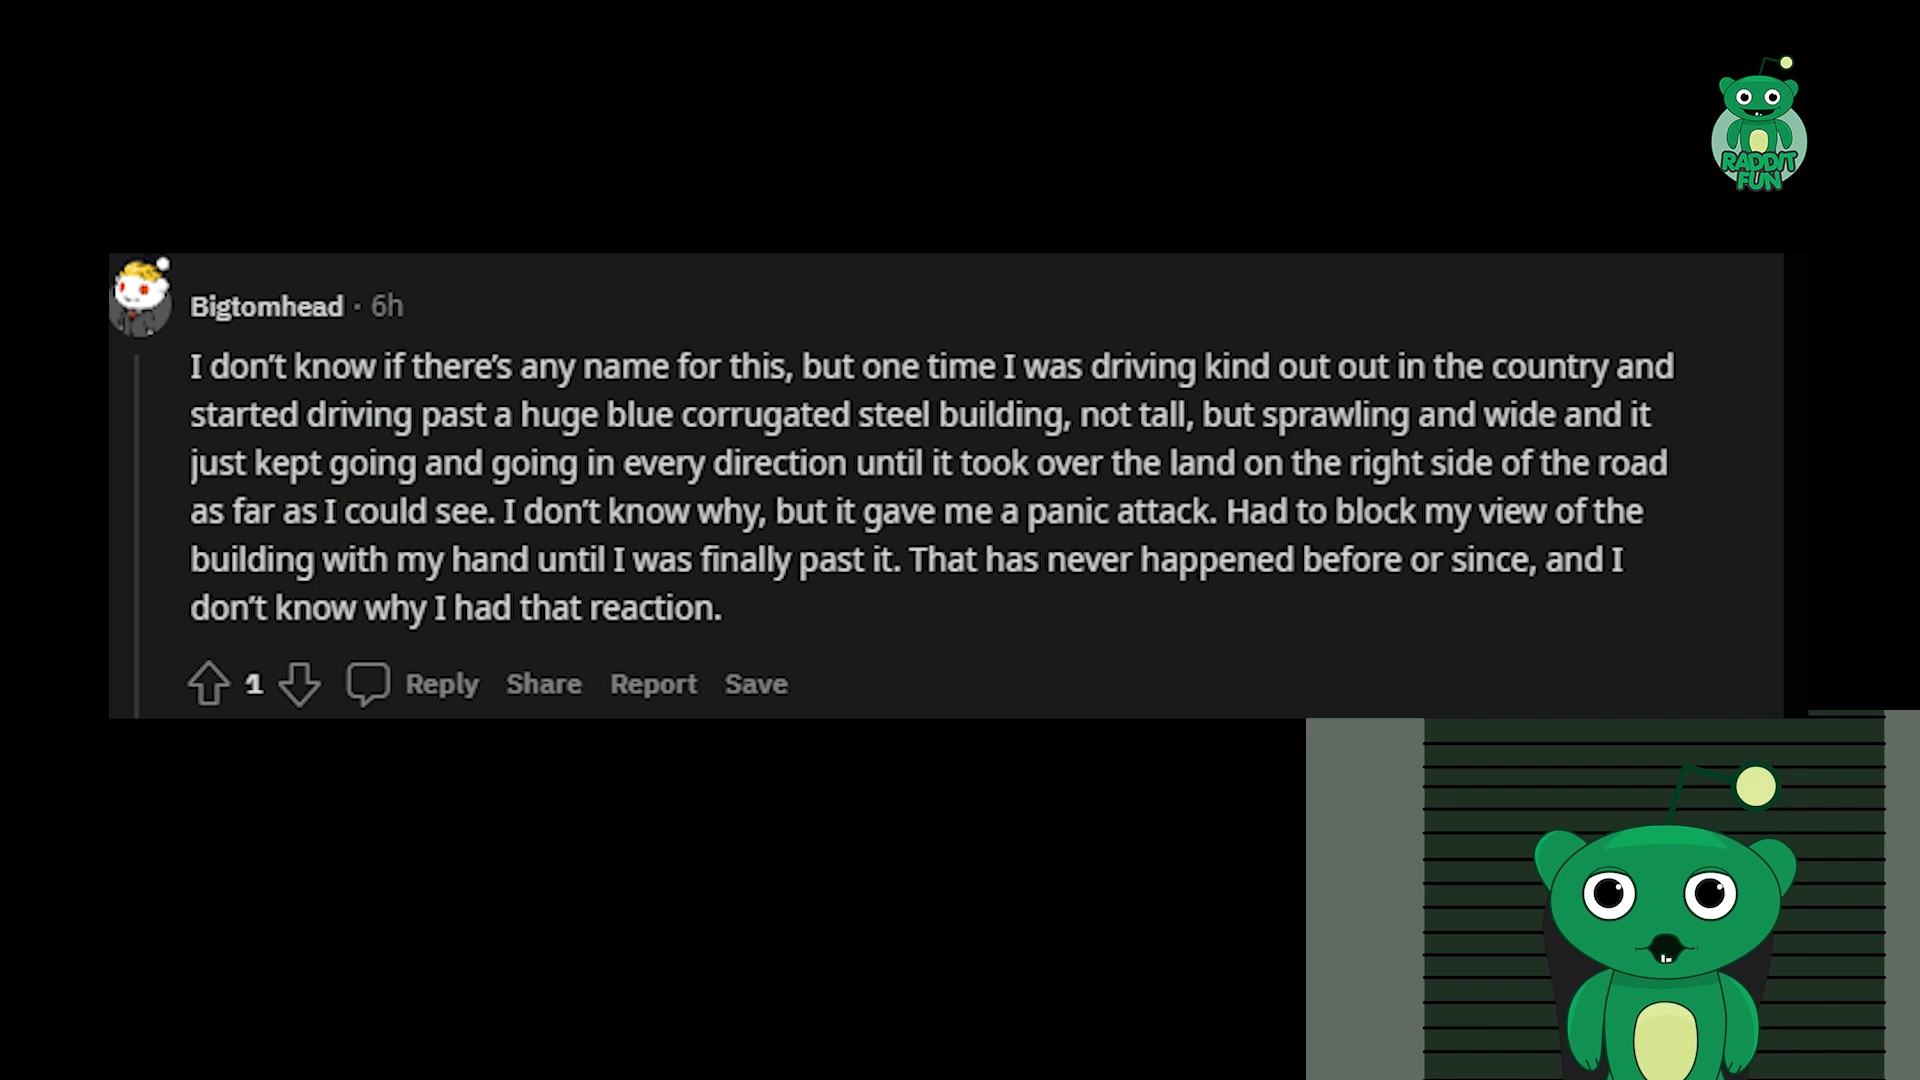 RADDIT
FUN
Bigtomhead · 6h
I don’t know if there’s any name for this, but one time I was driving kind out out in the country and
started driving past a huge blue corrugated steel building, not tall, but sprawling and wide and it
just kept going and going in every direction until it took over the land on the right side of the road
as far as I could see. I don’t know why, but it gave me a panic attack. Had to block my view of the
building with my hand until I was finally past it. That has never happened before or since, and I
don’t know why I had that reaction.
1 Reply Share Report Save